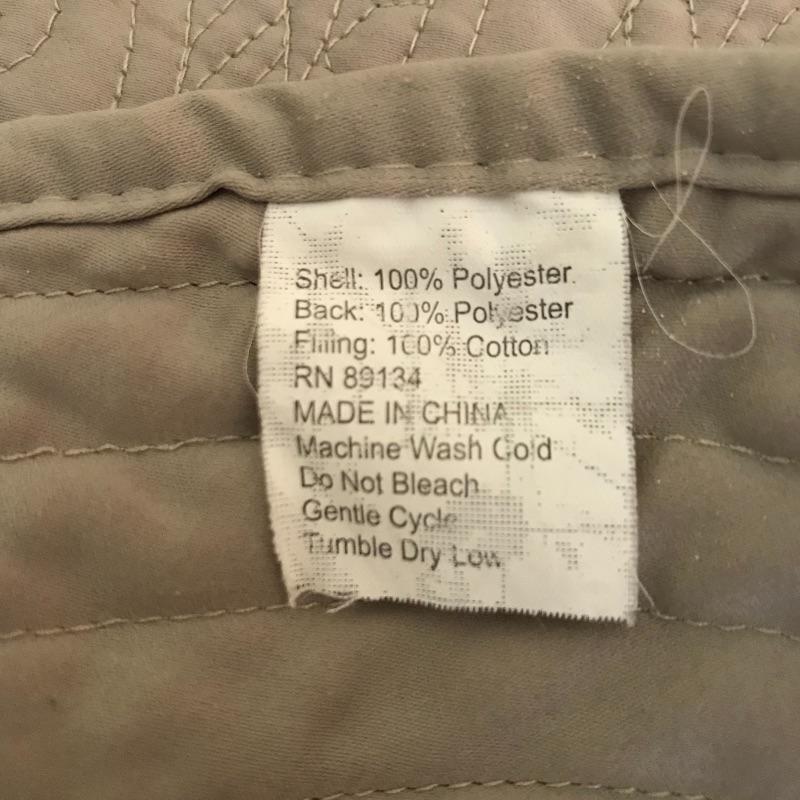 Shell: 100% Polyester
Back: 100% Polyester
Filling: 100% Cotton
RN 89134
MADE IN CHINA
Machine Wash Cold
Do Not Bleach
Gentle Cycle
Tumble Dry Low